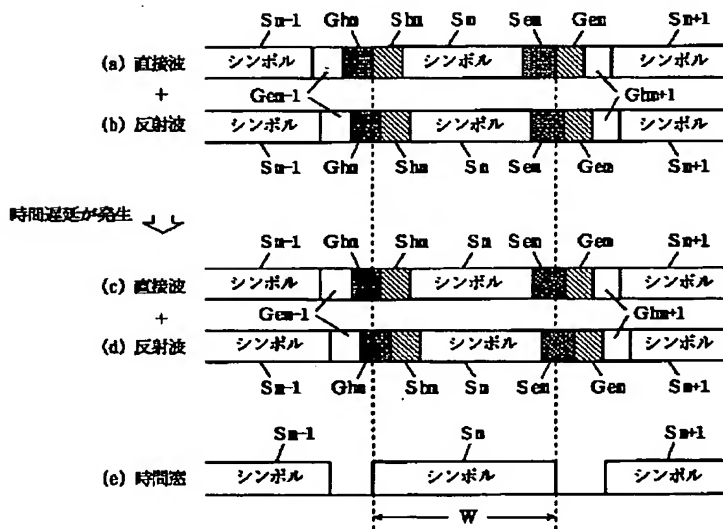 Sn-1 Ghn Shn Sn Sen Gen Sn+1
(a) 直接波 シンボル シンボル シンボル
+ Gen-1 Ghn+1
(b) 反射波 シンボル シンボル シンボル
Sn-1 Ghn Shn Sn Sen Gen Sn+1
時間遅延が発生
Sn-1 Ghn Shn Sn Sen Gen Sn+1
(c) 直接波 シンボル シンボル シンボル
+ Gen-1 Ghn+1
(d) 反射波 シンボル シンボル シンボル
Sn-1 Ghn Shn Sn Sen Gen Sn+1
Sn-1 Sn Sn+1
(e) 時間窓 シンボル シンボル シンボル
W